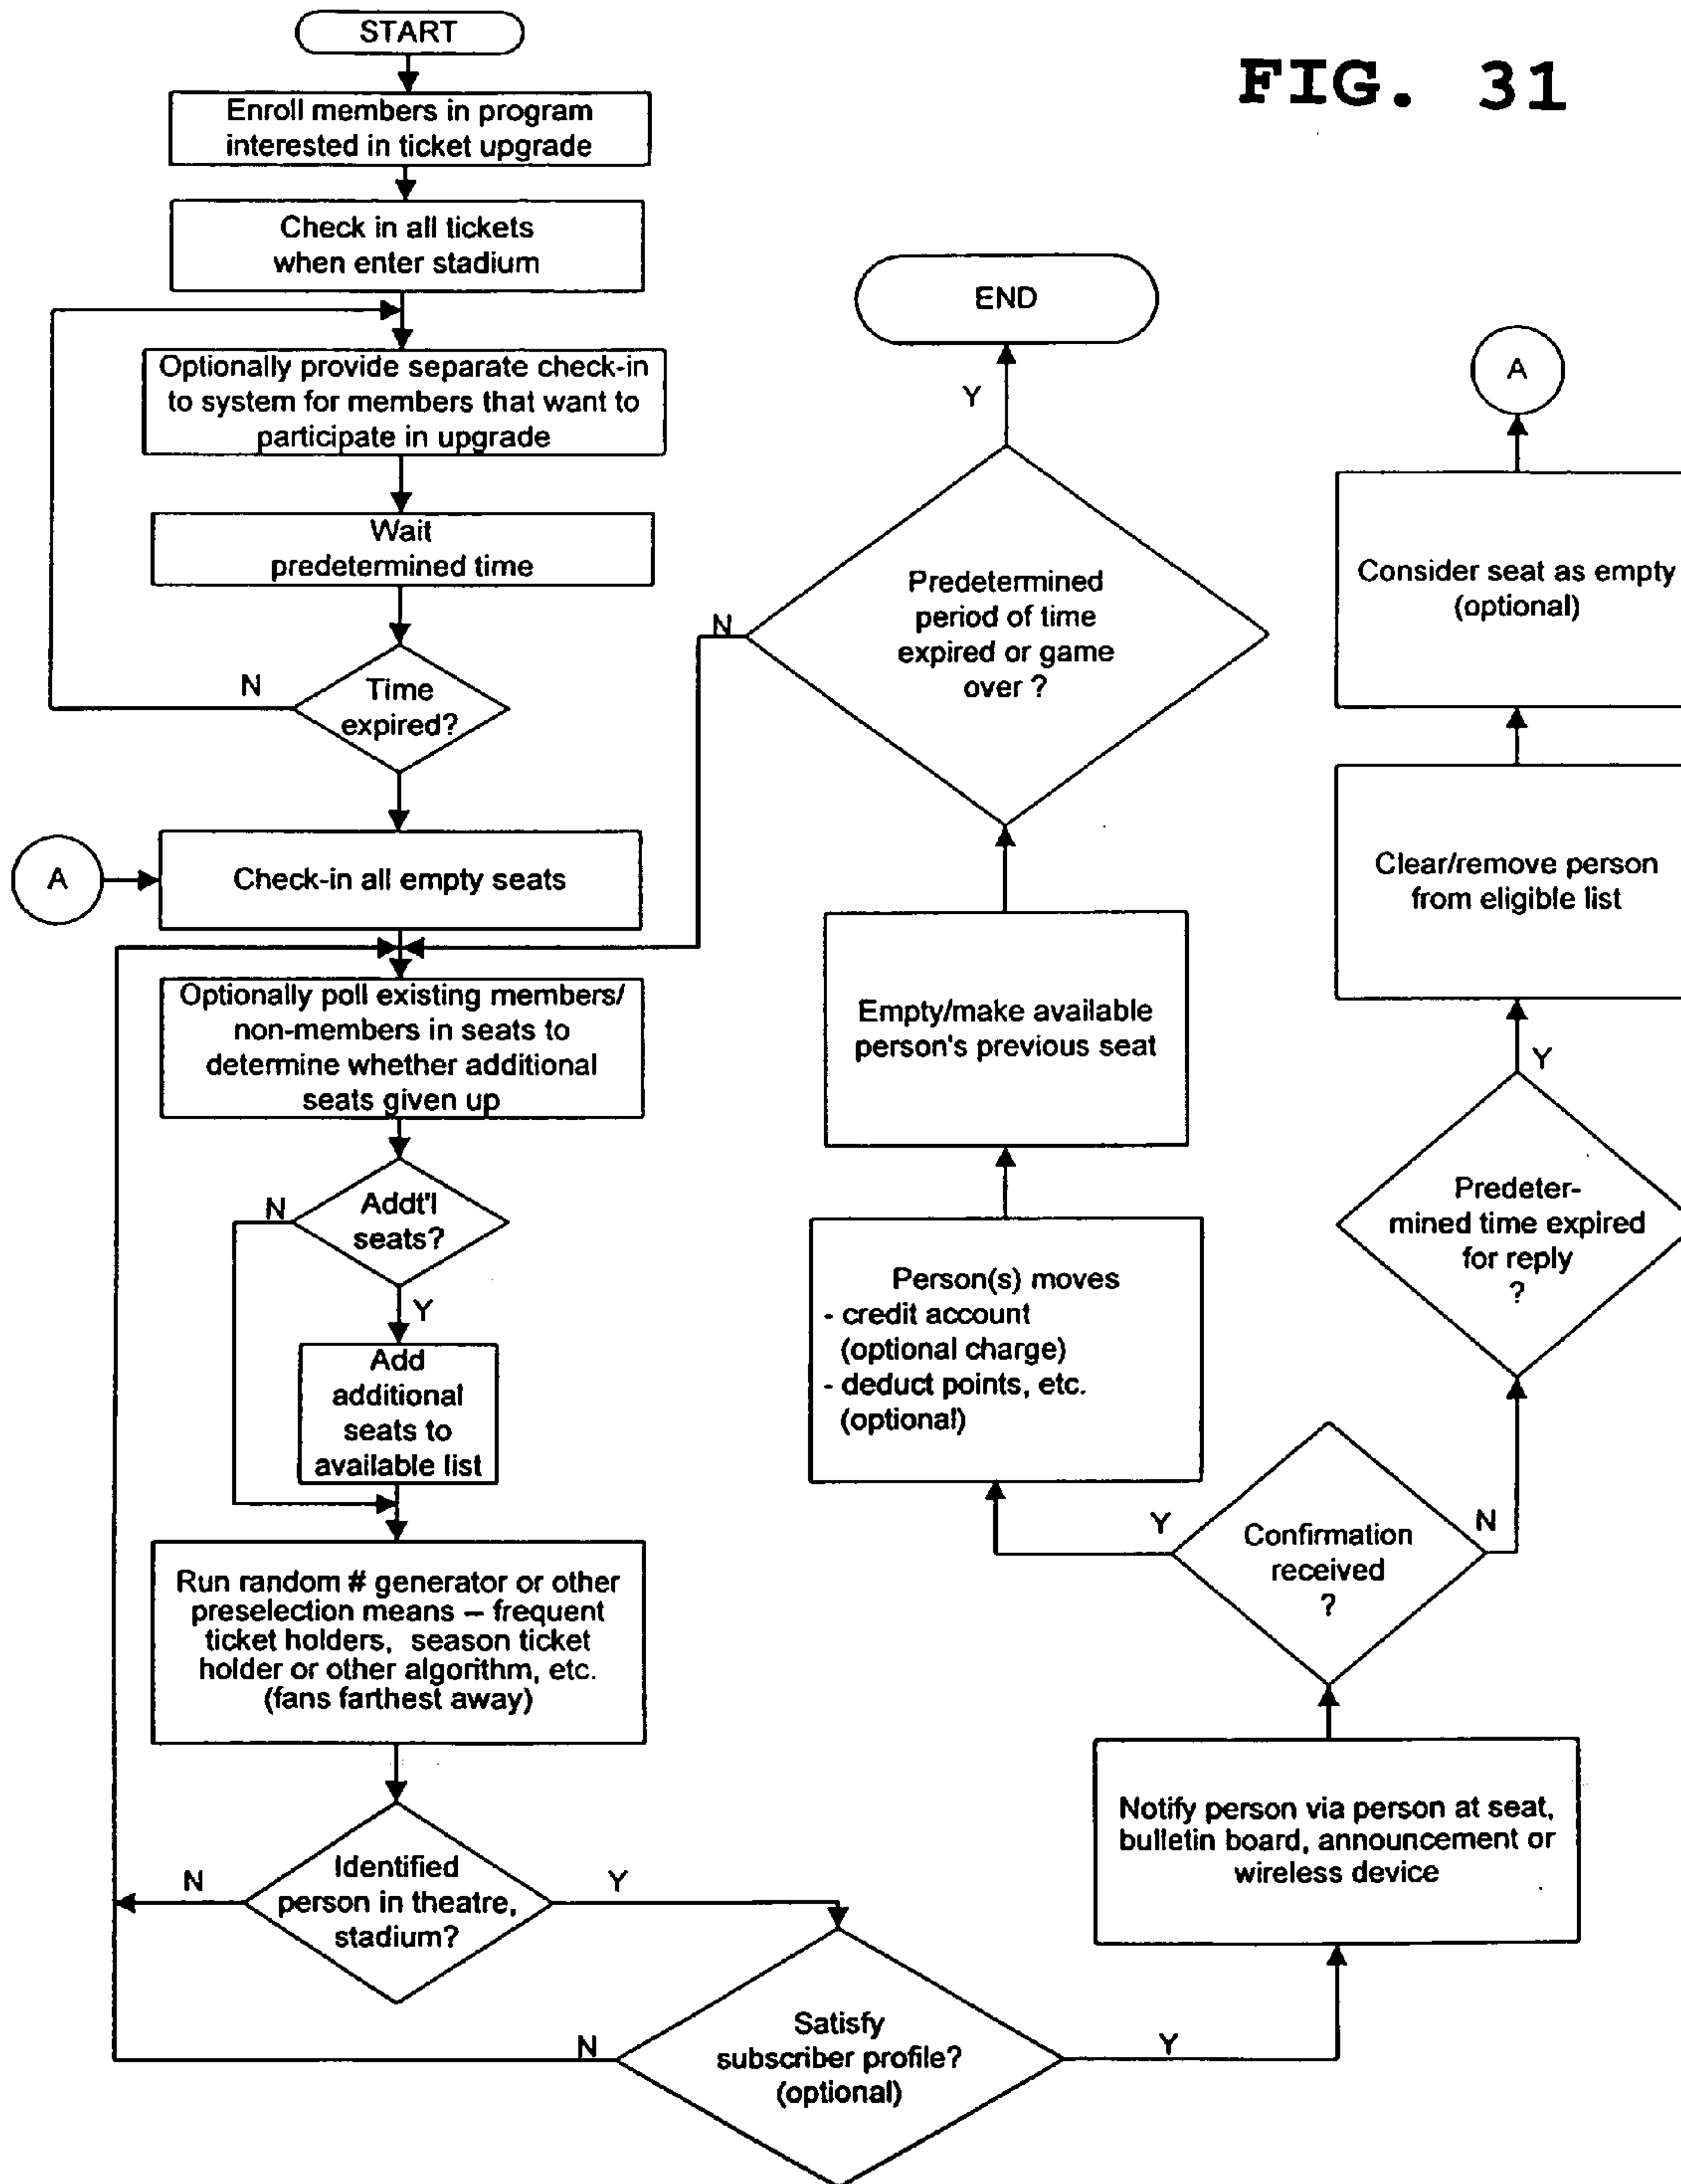 START
FIG. 31
Enroll members in program
interested in ticket upgrade
Check in all tickets
when enter stadium
Optionally provide separate check-in
to system for members that want to
participate in upgrade
Wait
predetermined time
N
Time
expired?
A
Check-in all empty seats
Optionally poll existing members/
non-members in seats to
determine whether additional
seats given up
N
Addt'l
seats?
Y
Add
additional
seats to
available list
Run random # generator or other
preselection means – frequent
ticket holders, season ticket
holder or other algorithm, etc.
(fans farthest away)
N
Identified
person in theatre,
stadium?
Y
N
Satisfy
subscriber profile?
(optional)
Y
Notify person via person at seat,
bulletin board, announcement or
wireless device
Y
Confirmation
received
?
N
Person(s) moves
- credit account
(optional charge)
- deduct points, etc.
(optional)
Empty/make available
person's previous seat
N
Predetermined
period of time
expired or game
over ?
Y
END
Predeter-
mined time expired
for reply
?
Y
Clear/remove person
from eligible list
Consider seat as empty
(optional)
A